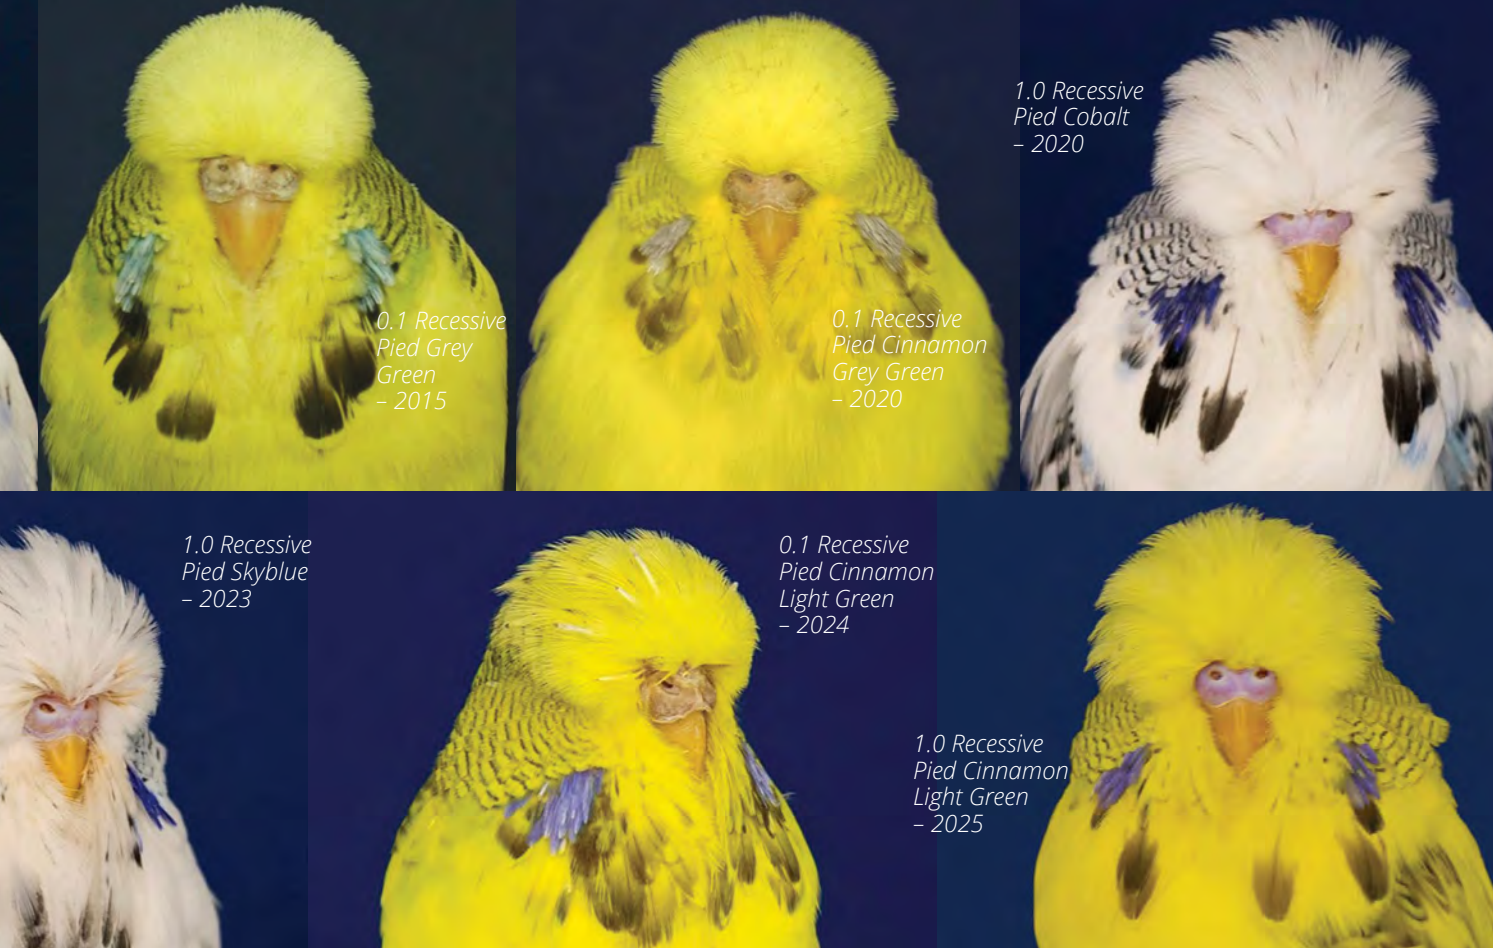 0.1 Recessive
Pied Grey
Green
– 2015
0.1 Recessive
Pied Cinnamon
Grey Green
– 2020
1.0 Recessive
Pied Cobalt
– 2020
1.0 Recessive
Pied Skyblue
– 2023
0.1 Recessive
Pied Cinnamon
Light Green
– 2024
1.0 Recessive
Pied Cinnamon
Light Green
– 2025